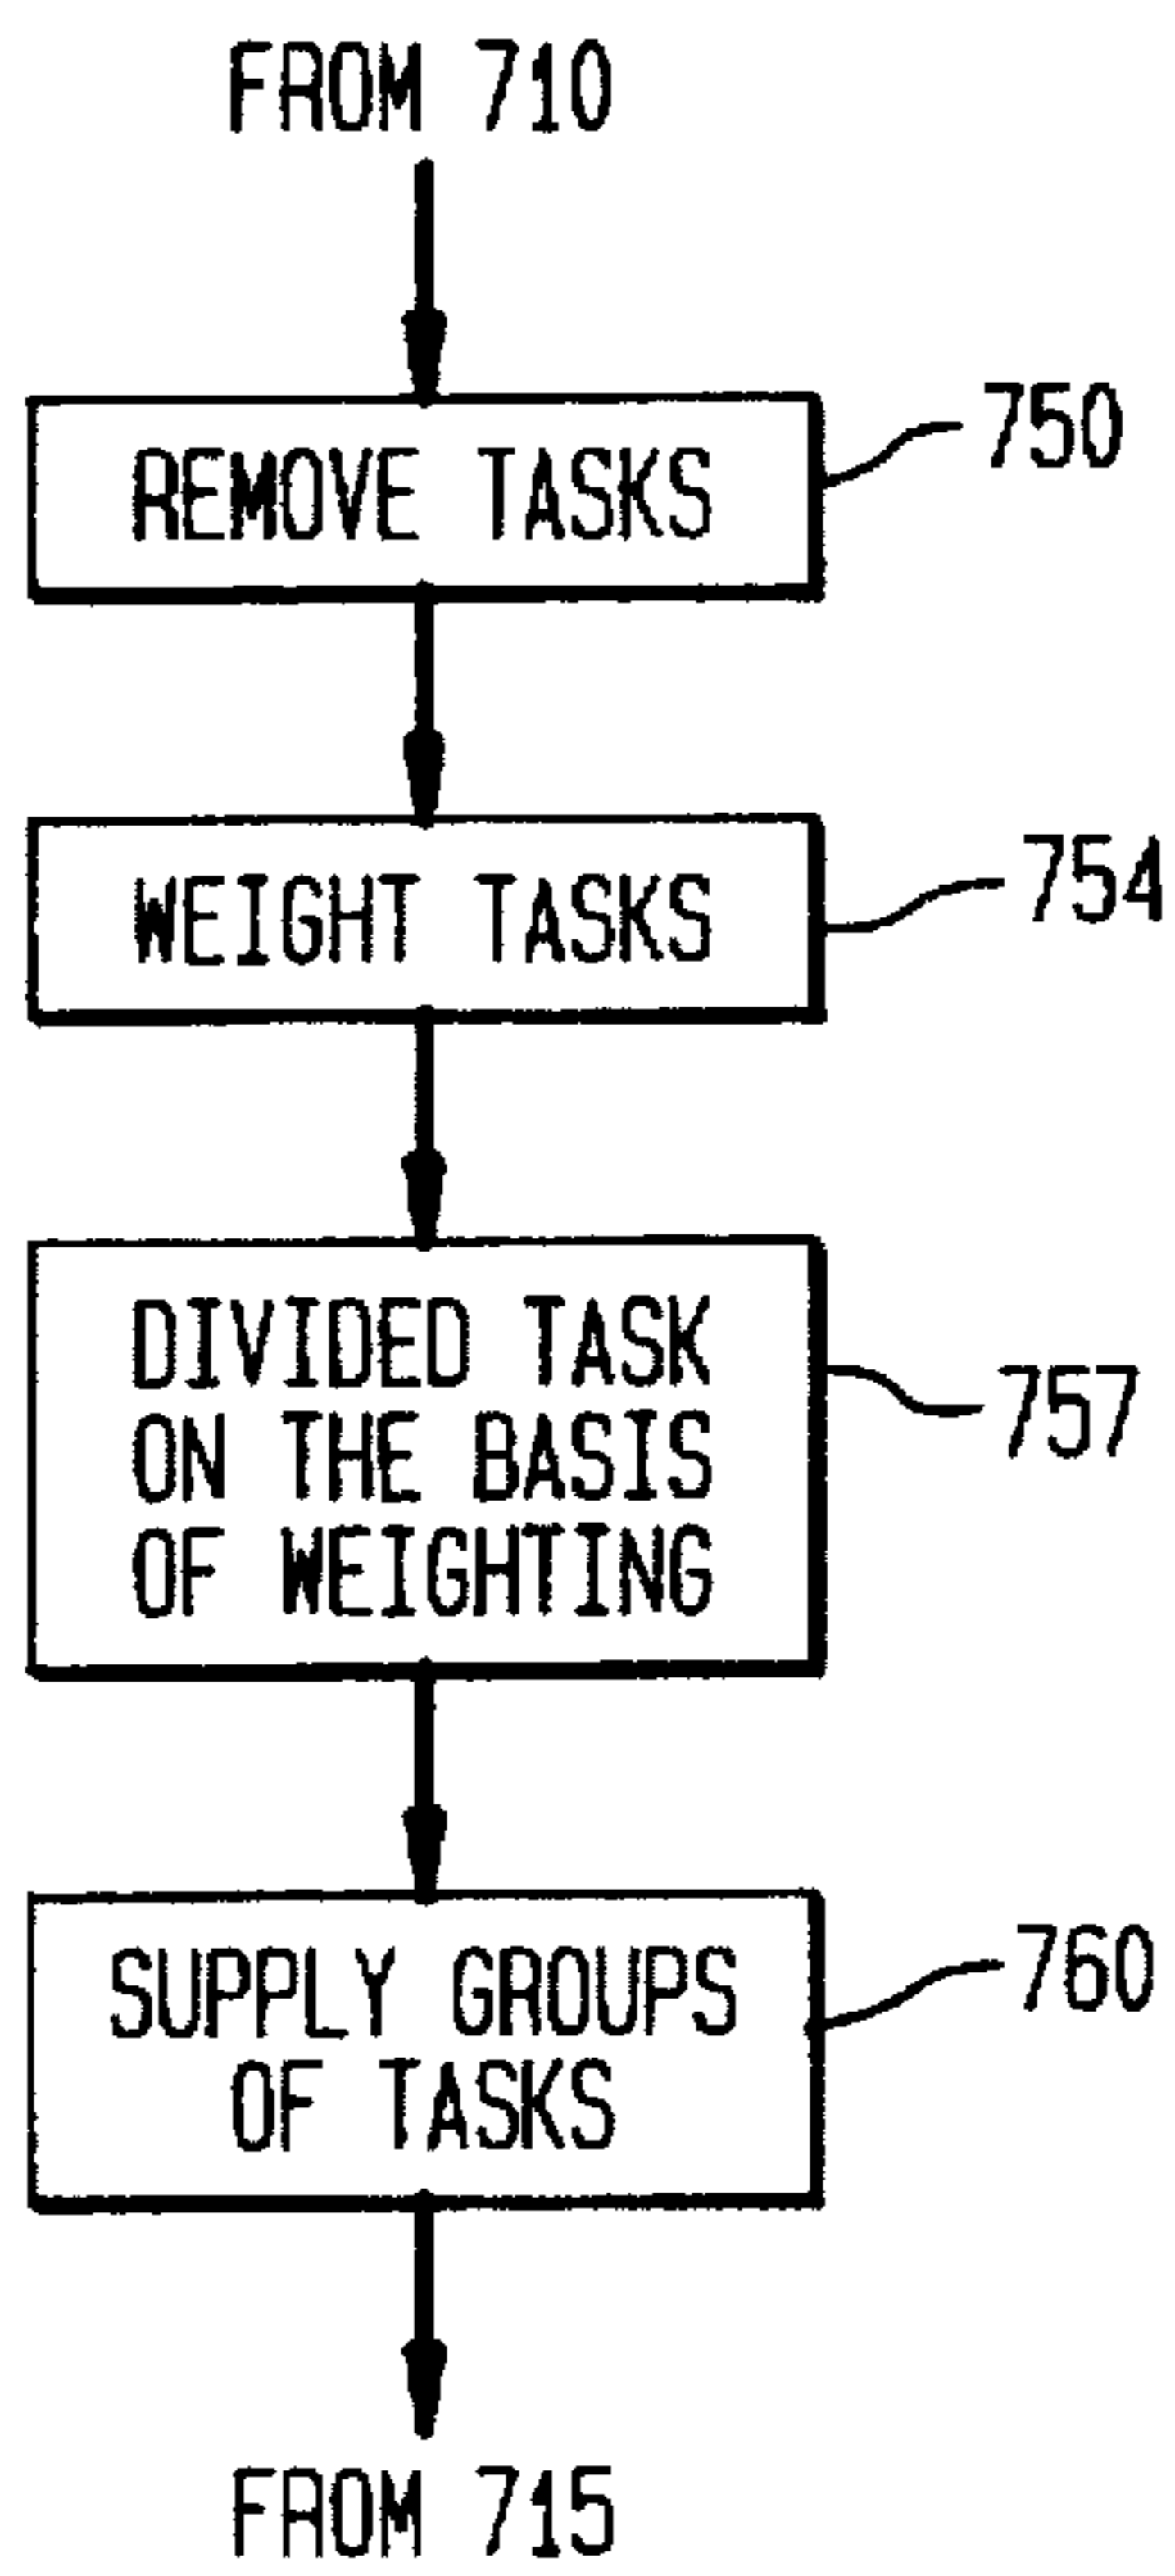 FROM 710
REMOVE TASKS
750
WEIGHT TASKS
754
DIVIDED TASK
ON THE BASIS
OF WEIGHTING
757
SUPPLY GROUPS
OF TASKS
760
FROM 715